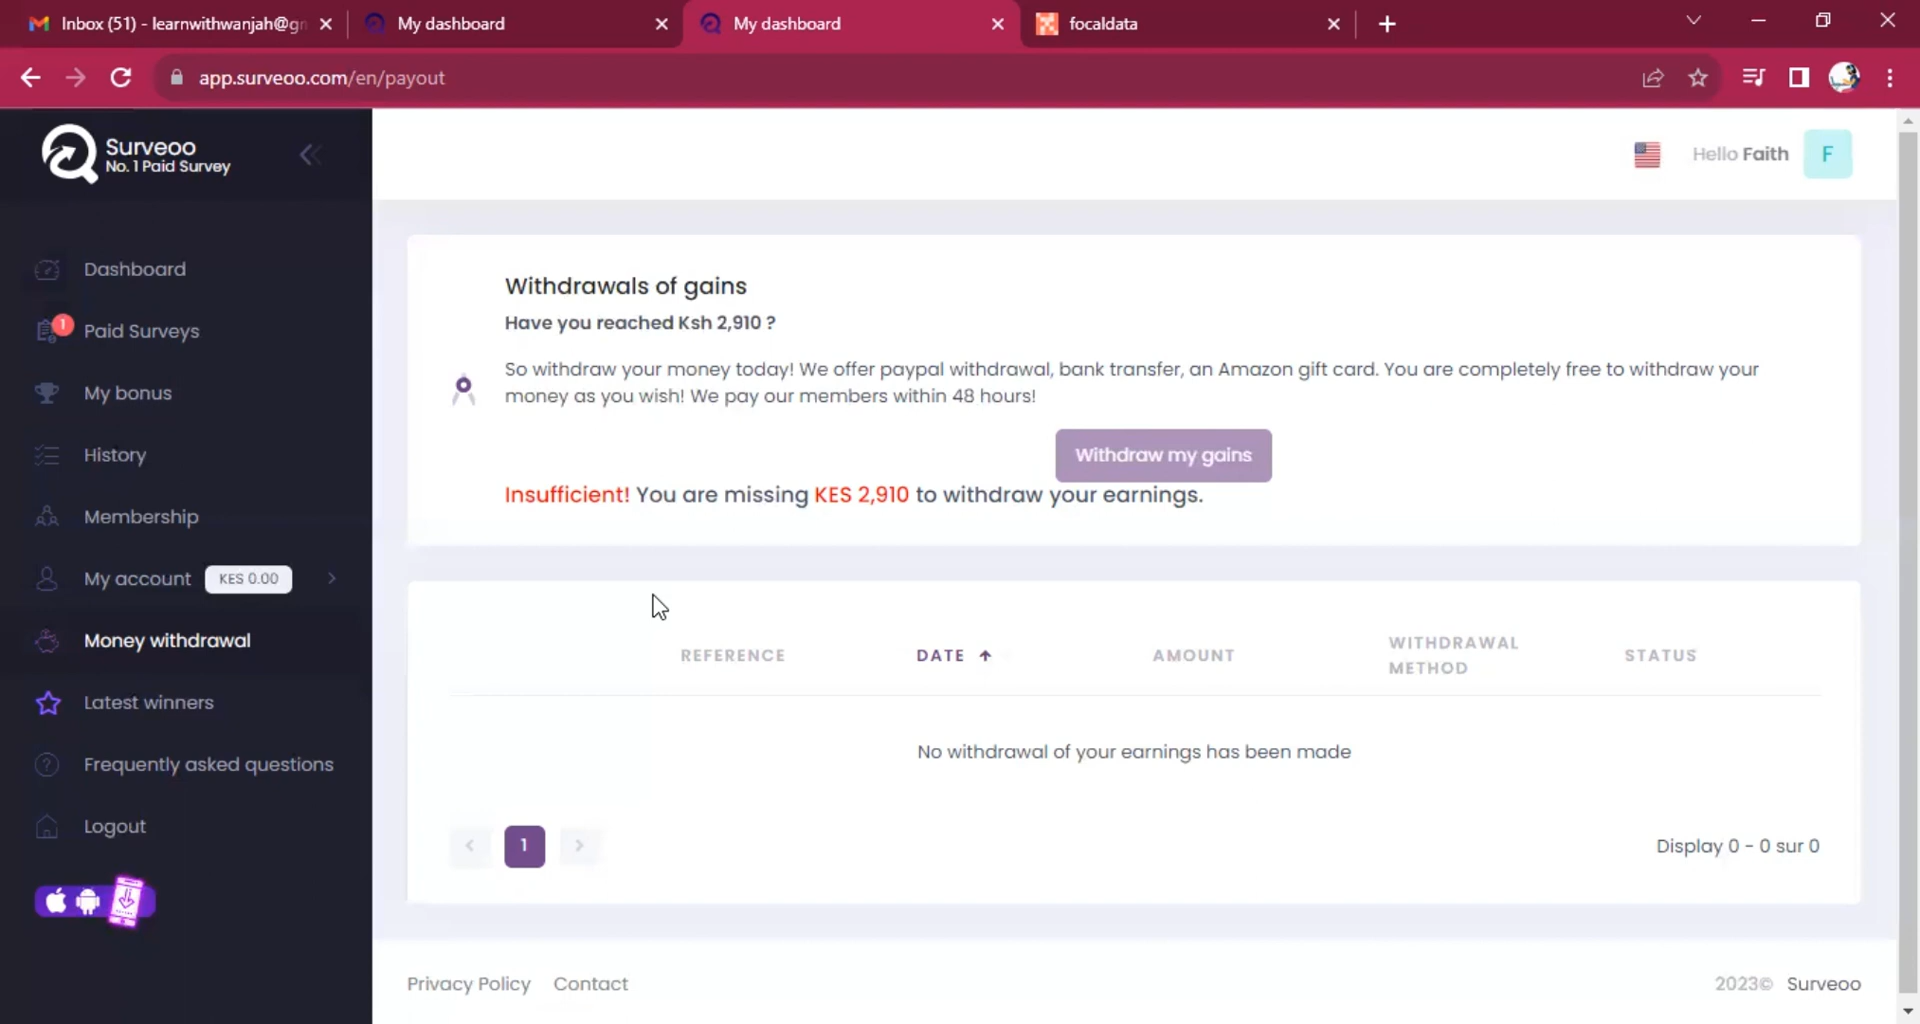 Inbox (51) - learnwithwanjah@gm
My dashboard
My dashboard
focaldata
app.surveoo.com/en/payout
Surveoo
No. 1 Paid Survey
Hello Faith
F
Dashboard
1
Paid Surveys
My bonus
History
Membership
My account
KES 0.00
Money withdrawal
Latest winners
Frequently asked questions
Logout
Withdrawals of gains
Have you reached Ksh 2,910 ?
So withdraw your money today! We offer paypal withdrawal, bank transfer, an Amazon gift card. You are completely free to withdraw your
money as you wish! We pay our members within 48 hours!
Withdraw my gains
Insufficient! You are missing KES 2,910 to withdraw your earnings.
REFERENCE
DATE
AMOUNT
WITHDRAWAL
METHOD
STATUS
No withdrawal of your earnings has been made
1
Display 0 - 0 sur 0
Privacy Policy
Contact
2023© Surveoo